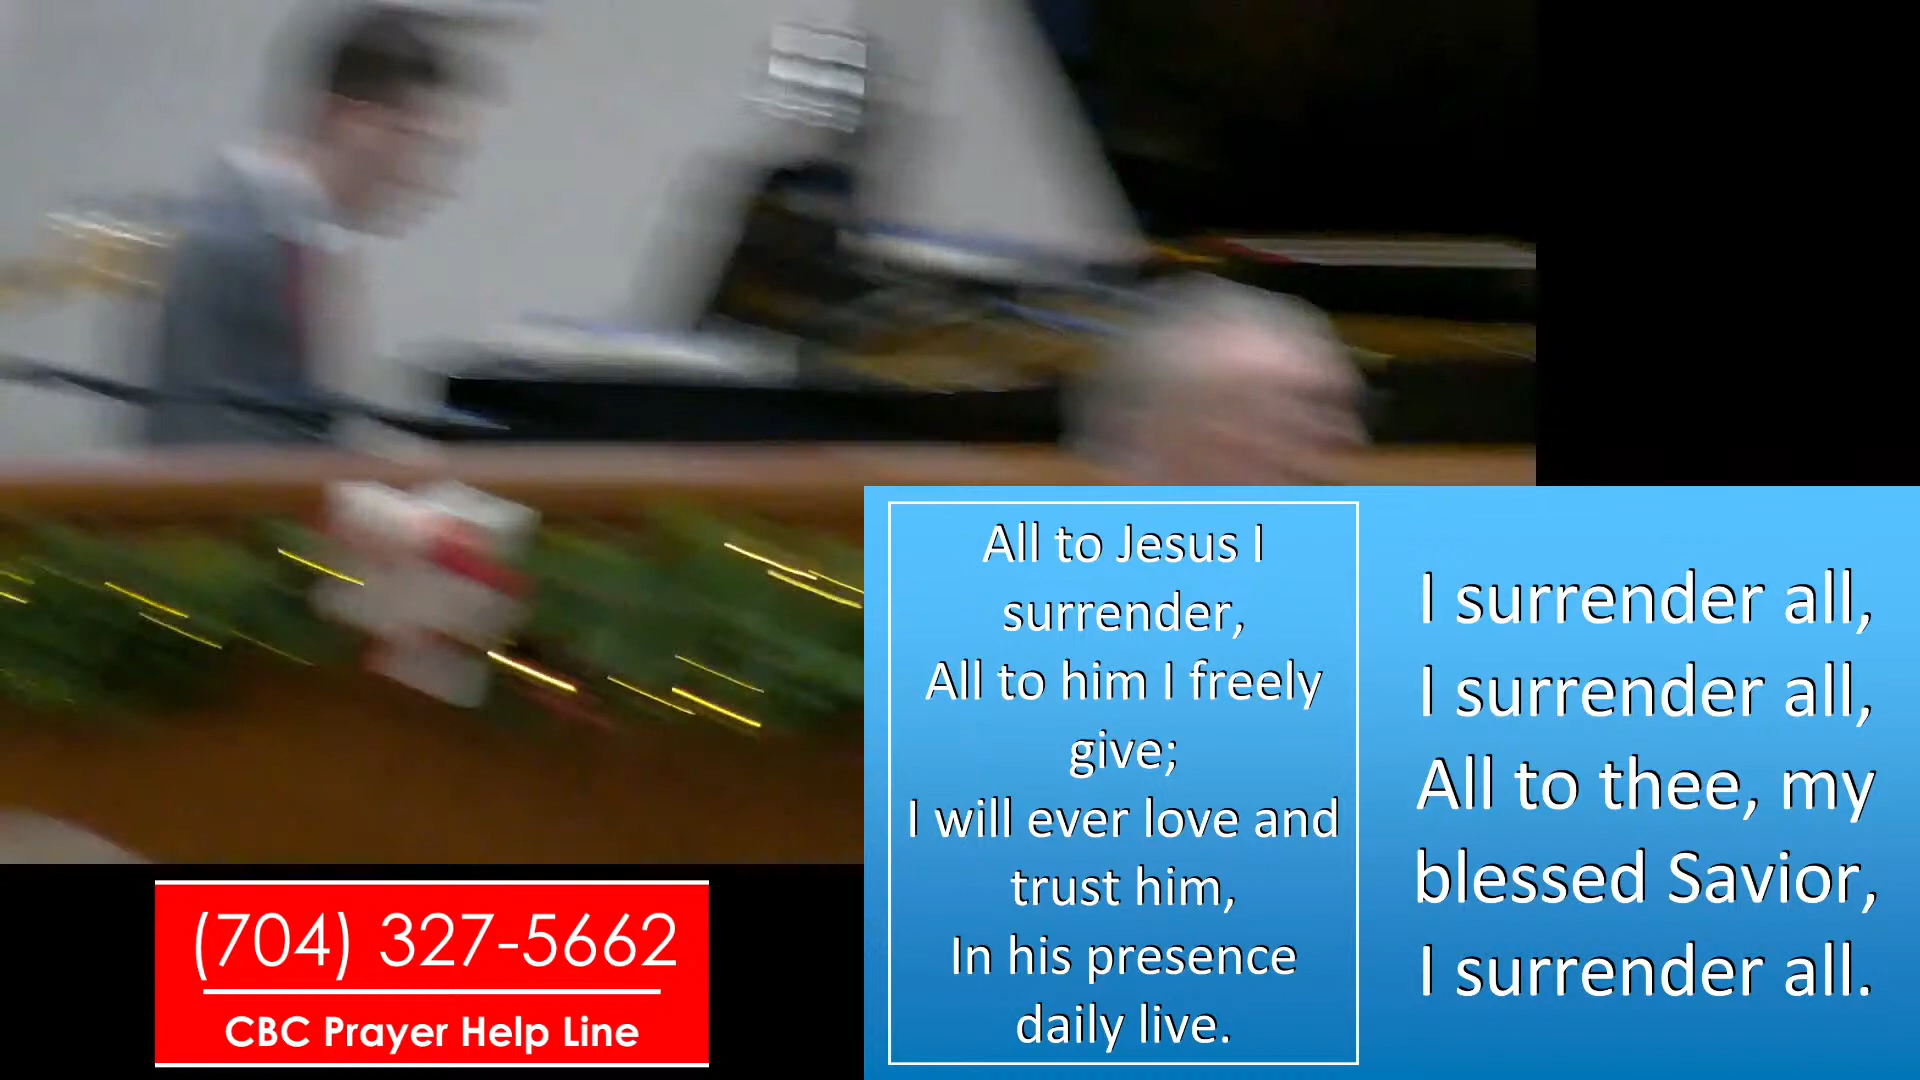 All to Jesus I
surrender,
All to him I freely
give;
I will ever love and
trust him,
In his presence
daily live.
I surrender all,
I surrender all,
All to thee, my
blessed Savior,
I surrender all.
(704) 327-5662
CBC Prayer Help Line